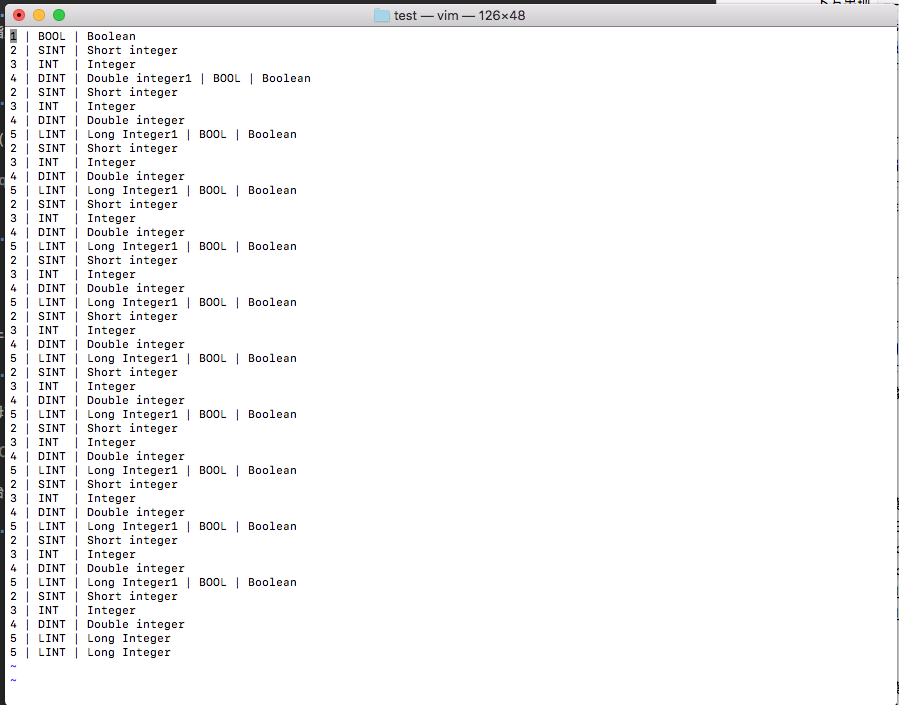 test — vim — 126×48
1 | BOOL | Boolean
2 | SINT | Short integer
3 | INT  | Integer
4 | DINT | Double integer1 | BOOL | Boolean
2 | SINT | Short integer
3 | INT  | Integer
4 | DINT | Double integer
5 | LINT | Long Integer1 | BOOL | Boolean
2 | SINT | Short integer
3 | INT  | Integer
4 | DINT | Double integer
5 | LINT | Long Integer1 | BOOL | Boolean
2 | SINT | Short integer
3 | INT  | Integer
4 | DINT | Double integer
5 | LINT | Long Integer1 | BOOL | Boolean
2 | SINT | Short integer
3 | INT  | Integer
4 | DINT | Double integer
5 | LINT | Long Integer1 | BOOL | Boolean
2 | SINT | Short integer
3 | INT  | Integer
4 | DINT | Double integer
5 | LINT | Long Integer1 | BOOL | Boolean
2 | SINT | Short integer
3 | INT  | Integer
4 | DINT | Double integer
5 | LINT | Long Integer1 | BOOL | Boolean
2 | SINT | Short integer
3 | INT  | Integer
4 | DINT | Double integer
5 | LINT | Long Integer1 | BOOL | Boolean
2 | SINT | Short integer
3 | INT  | Integer
4 | DINT | Double integer
5 | LINT | Long Integer1 | BOOL | Boolean
2 | SINT | Short integer
3 | INT  | Integer
4 | DINT | Double integer
5 | LINT | Long Integer1 | BOOL | Boolean
2 | SINT | Short integer
3 | INT  | Integer
4 | DINT | Double integer
5 | LINT | Long Integer
5 | LINT | Long Integer
~
~